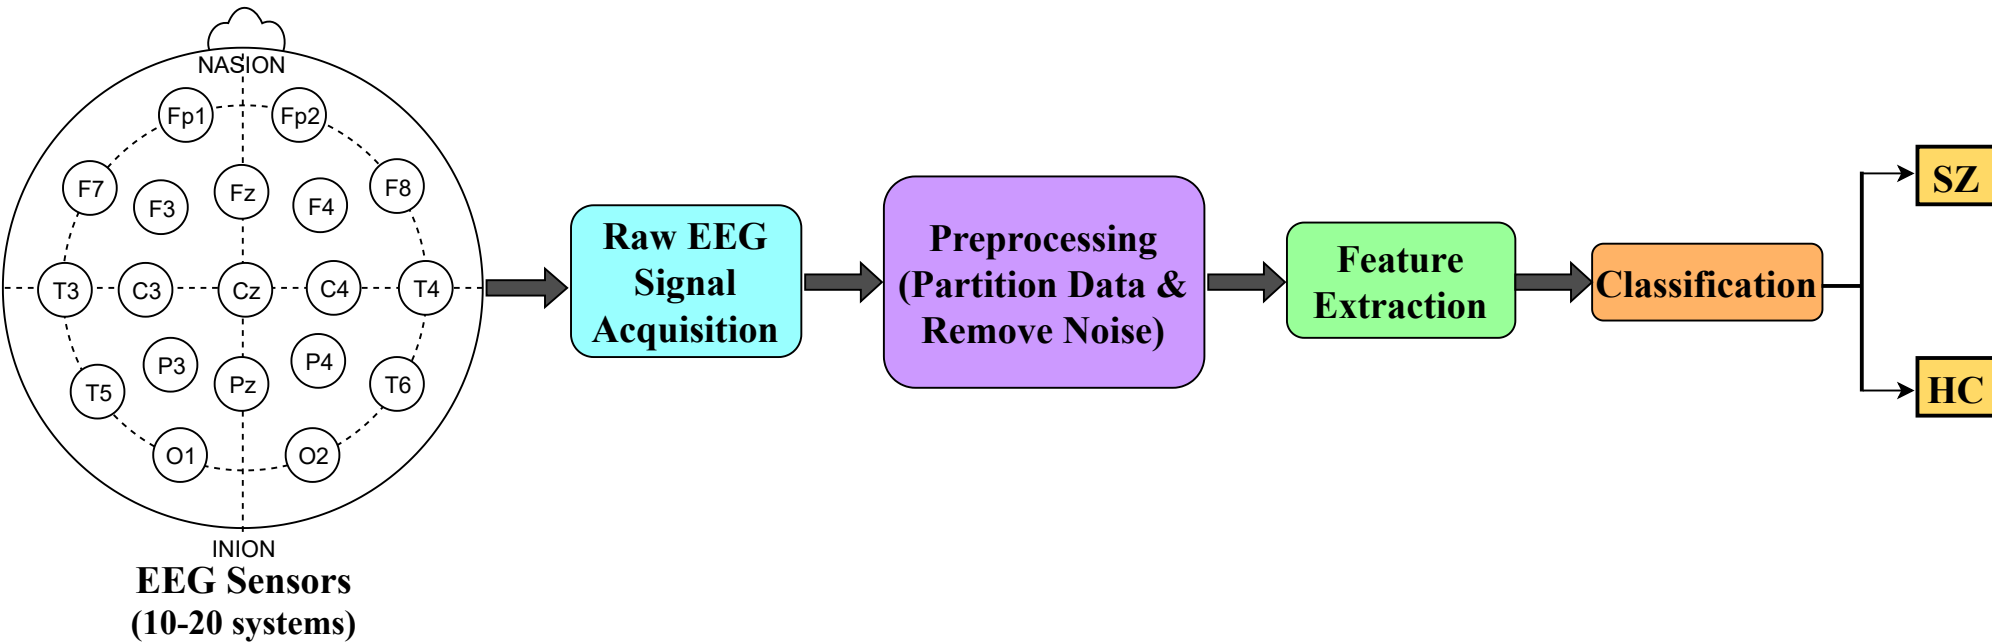 NASION
Fp1
Fp2
F7
F3
Fz
F4
F8
T3
C3
Cz
C4
T4
T5
P3
Pz
P4
T6
O1
O2
INION
EEG Sensors
(10-20 systems)
Raw EEG
Signal
Acquisition
Preprocessing
(Partition Data &
Remove Noise)
Feature
Extraction
Classification
SZ
HC